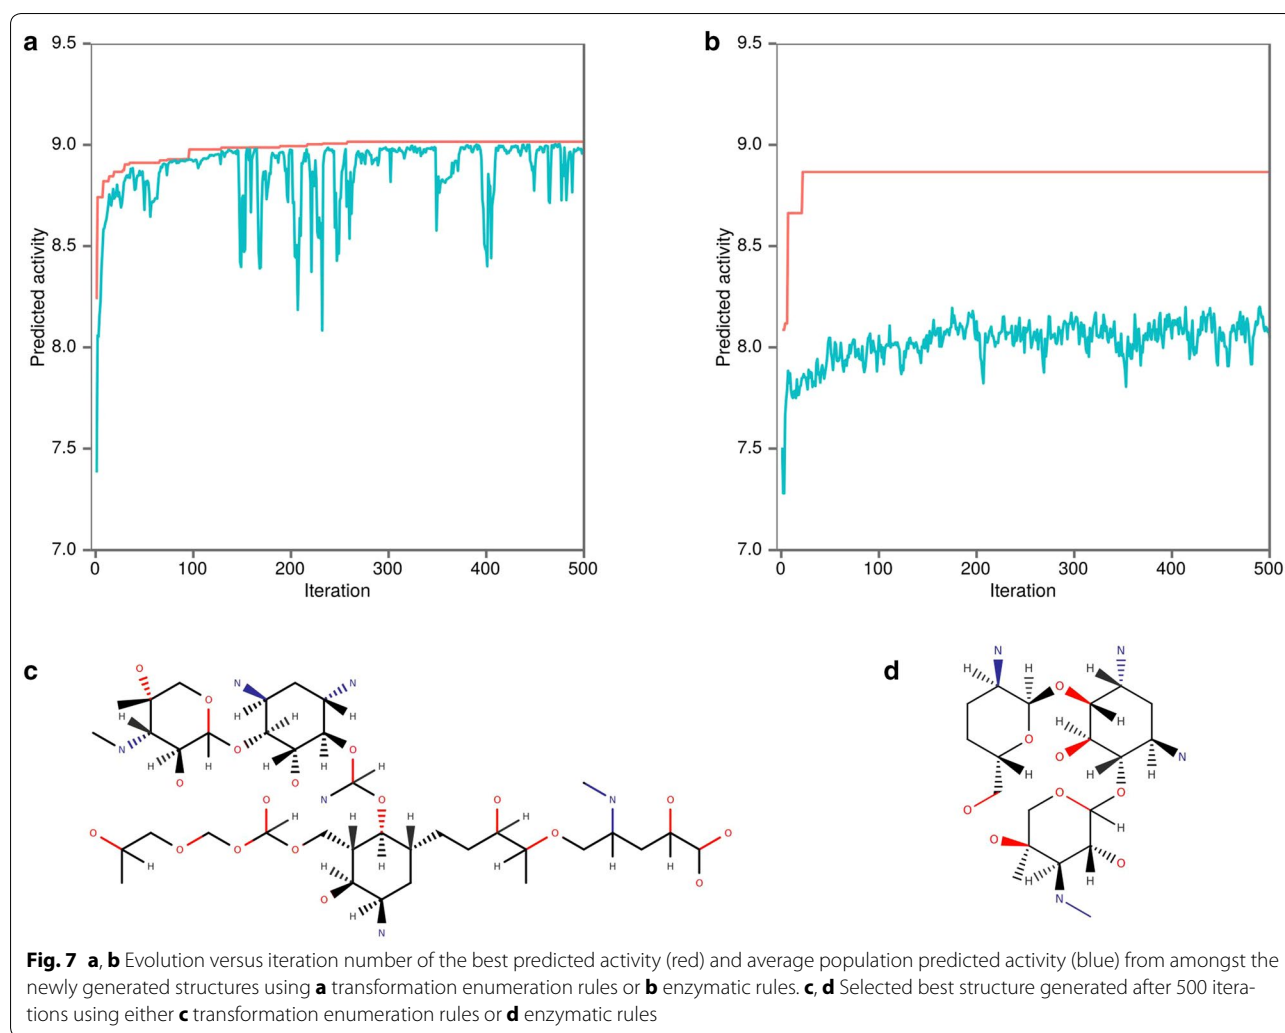 a
b
9.5
9.0
8.5
8.0
7.5
7.0
Predicted activity
0 100 200 300 400 500
Iteration
9.5
9.0
8.5
8.0
7.5
7.0
Predicted activity
0 100 200 300 400 500
Iteration
c
d
Fig. 7 a, b Evolution versus iteration number of the best predicted activity (red) and average population predicted activity (blue) from amongst the
newly generated structures using a transformation enumeration rules or b enzymatic rules. c, d Selected best structure generated after 500 itera-
tions using either c transformation enumeration rules or d enzymatic rules